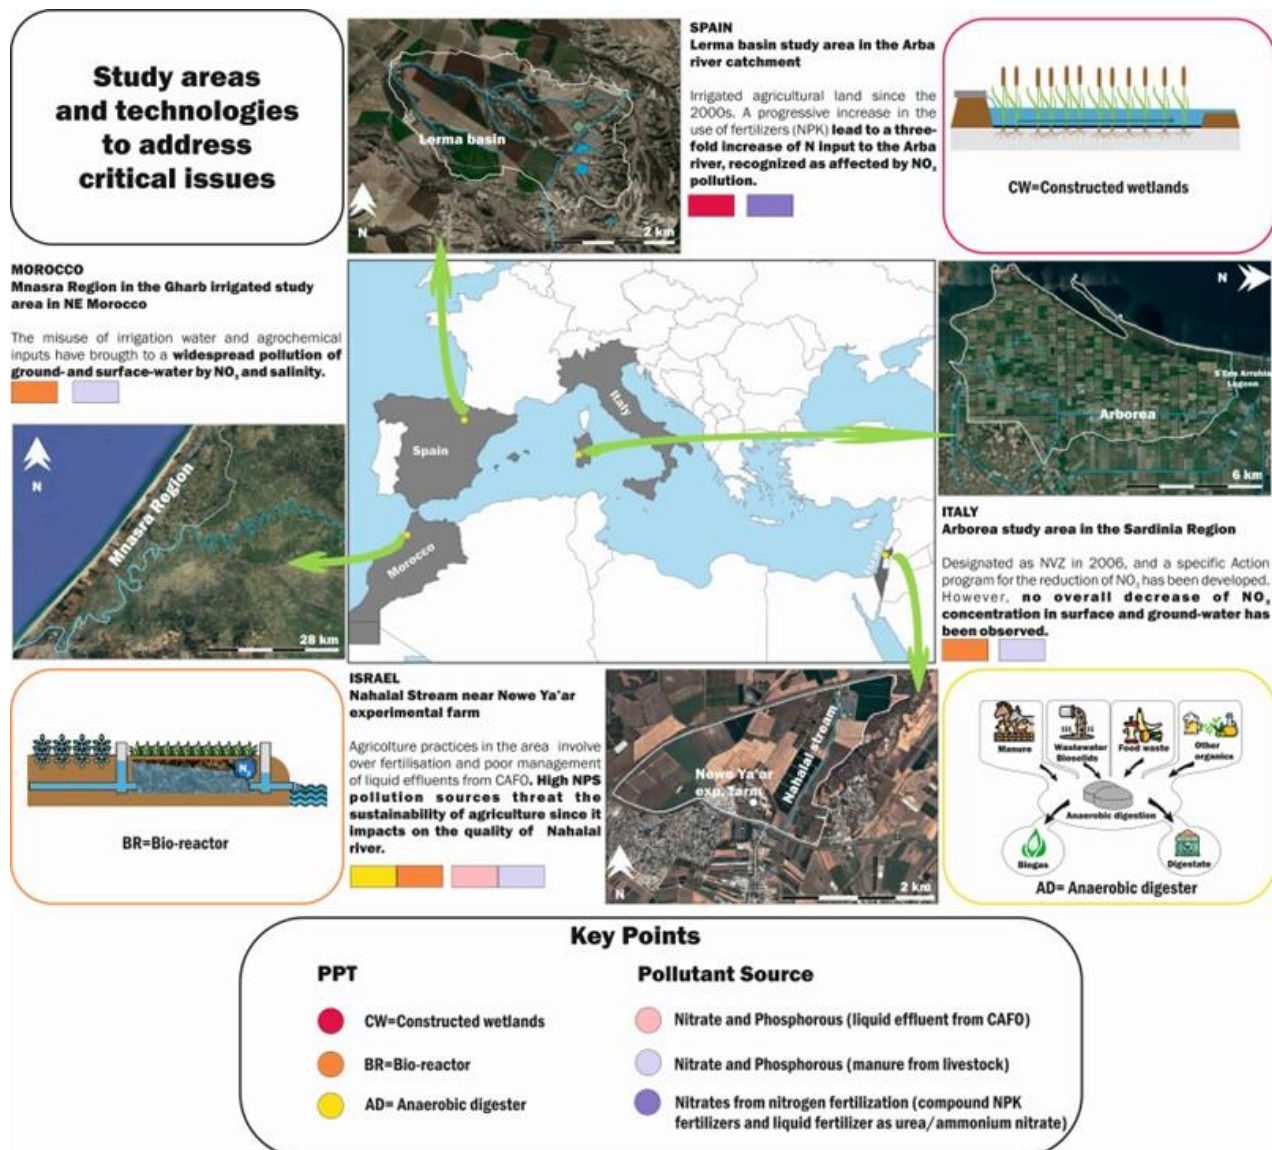 Study areas
and technologies
to address
critical issues
Lerma basin
N
2 km
SPAIN
Lerma basin study area in the Arba
river catchment
Irrigated agricultural land since the
2000s. A progressive increase in the
use of fertilizers (NPK) lead to a three-
fold increase of N input to the Arba
river, recognized as affected by NO₃
pollution.
CW=Constructed wetlands
MOROCCO
Mnasra Region in the Gharb irrigated study
area in NE Morocco
The misuse of irrigation water and agrochemical
inputs have brought to a widespread pollution of
ground- and surface-water by NO₃ and salinity.
N
Mnasra Region
28 km
Spain
Italy
Morocco
Israel
N
S'Ena Arrubia
Lagoon
Arborea
6 km
ITALY
Arborea study area in the Sardinia Region
Designated as NVZ in 2006, and a specific Action
program for the reduction of NO₃ has been developed.
However, no overall decrease of NO₃
concentration in surface and ground-water has
been observed.
N₂
BR=Bio-reactor
ISRAEL
Nahalal Stream near Newe Ya'ar
experimental farm
Agriculture practices in the area involve
over fertilisation and poor management
of liquid effluents from CAFO. High NPS
pollution sources threat the
sustainability of agriculture since it
impacts on the quality of Nahalal
river.
Newe Ya'ar
exp. farm
Nahalal stream
N
2 km
Manure
Wastewater
Biosolids
Food waste
Other
organics
Anaerobic digestion
Biogas
Digestate
AD= Anaerobic digester
Key Points
PPT
CW=Constructed wetlands
BR=Bio-reactor
AD= Anaerobic digester
Pollutant Source
Nitrate and Phosphorous (liquid effluent from CAFO)
Nitrate and Phosphorous (manure from livestock)
Nitrates from nitrogen fertilization (compound NPK
fertilizers and liquid fertilizer as urea/ammonium nitrate)